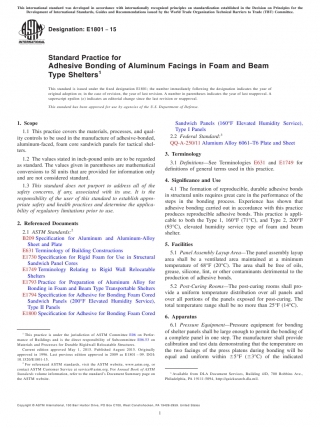 This international standard was developed in accordance with internationally recognized principles on standardization established in the Decision on Principles for the
Development of International Standards, Guides and Recommendations issued by the World Trade Organization Technical Barriers to Trade (TBT) Committee.
INTERNATIONAL
Designation: E1801 - 15
Standard Practice for
Adhesive Bonding of Aluminum Facings in Foam and Beam
Type Shelters1
This standard is issued under the fixed designation E1801; the number immediately following the designation indicates the year of
original adoption or, in the case of revision, the year of last revision. A number in parentheses indicates the year of last reapproval. A
superscript epsilon (ε) indicates an editorial change since the last revision or reapproval.
This standard has been approved for use by agencies of the U.S. Department of Defense.
1. Scope
1.1 This practice covers the materials, processes, and quality controls to be used in the manufacture of adhesive-bonded,
aluminum-faced, foam core sandwich panels for tactical shelters.
1.2 The values stated in inch-pound units are to be regarded
as standard. The values given in parentheses are mathematical
conversions to SI units that are provided for information only
and are not considered standard.
1.3 This standard does not purport to address all of the
safety concerns, if any, associated with its use. It is the
responsibility of the user of this standard to establish appropriate safety and health practices and determine the applicability of regulatory limitations prior to use.
2. Referenced Documents
2.1 ASTM Standards:2
B209 Specification for Aluminum and Aluminum-Alloy
Sheet and Plate
E631 Terminology of Building Constructions
E1730 Specification for Rigid Foam for Use in Structural
Sandwich Panel Cores
E1749 Terminology Relating to Rigid Wall Relocatable
Shelters
E1793 Practice for Preparation of Aluminum Alloy for
Bonding in Foam and Beam Type Transportable Shelters
E1794 Specification for Adhesive for Bonding Foam Cored
Sandwich Panels (200°F Elevated Humidity Service),
Type II Panels
E1800 Specification for Adhesive for Bonding Foam Cored
Sandwich Panels (160°F Elevated Humidity Service),
Type I Panels
2.2 Federal Standard:3
QQ-A-250/11 Aluminum Alloy 6061–T6 Plate and Sheet
3. Terminology
3.1 Definitions—See Terminologies E631 and E1749 for
definitions of general terms used in this practice.
4. Significance and Use
4.1 The formation of reproducible, durable adhesive bonds
in structural units requires great care in the performance of the
steps in the bonding process. Experience has shown that
adhesive bonding carried out in accordance with this practice
produces reproducible adhesive bonds. This practice is applicable to both the Type 1, 160°F (71°C), and Type 2, 200°F
(93°C), elevated humidity service type of foam and beam
shelter.
5. Facilities
5.1 Panel Assembly Layup Area—The panel assembly layup
area shall be a ventilated area maintained at a minimum
temperature of 68°F (20°C). The area shall be free of oils,
grease, silicone, lint, or other contaminants detrimental to the
production of adhesive bonds.
5.2 Post-Curing Rooms—The post-curing rooms shall provide a uniform temperature distribution over all panels and
over all portions of the panels exposed for post-curing. The
total temperature range shall be no more than 25°F (14°C).
6. Apparatus
6.1 Pressure Equipment—Pressure equipment for bonding
of shelter panels shall be large enough to permit the bonding of
a complete panel in one step. The manufacturer shall provide
calibration and test data demonstrating that the temperature on
the two facings of the press platens during bonding will be
equal and uniform within ±5°F (±3°C) of the indicated
1 This practice is under the jurisdiction of ASTM Committee E06 on Performance of Buildings and is the direct responsibility of Subcommittee E06.53 on
Materials and Processes for Durable Rigidwall Relocatable Structures.
Current edition approved May 1, 2015. Published August 2015. Originally
approved in 1996. Last previous edition approved in 2009 as E1801 – 09. DOI:
10.1520/E1801-15.
2 For referenced ASTM standards, visit the ASTM website, www.astm.org, or
contact ASTM Customer Service at service@astm.org. For Annual Book of ASTM
Standards volume information, refer to the standard's Document Summary page on
the ASTM website.
3 Available from DLA Document Services, Building 4/D, 700 Robbins Ave.,
Philadelphia, PA 19111-5094, http://quicksearch.dla.mil.
Copyright © ASTM International, 100 Barr Harbor Drive, PO Box C700, West Conshohocken, PA 19428-2959. United States
1